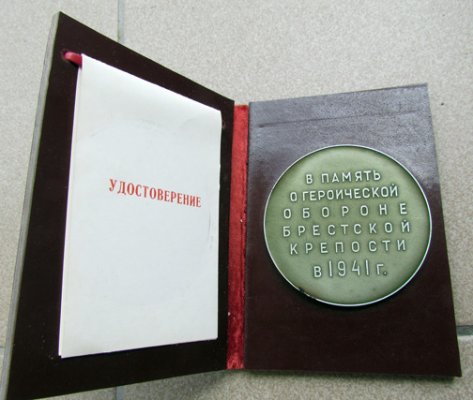 УДОСТОВЕРЕНИЕ
В ПАМЯТЬ
О ГЕРОИЧЕСКОЙ
ОБОРОНЕ
БРЕСТСКОЙ
КРЕПОСТИ
В 1941 г.